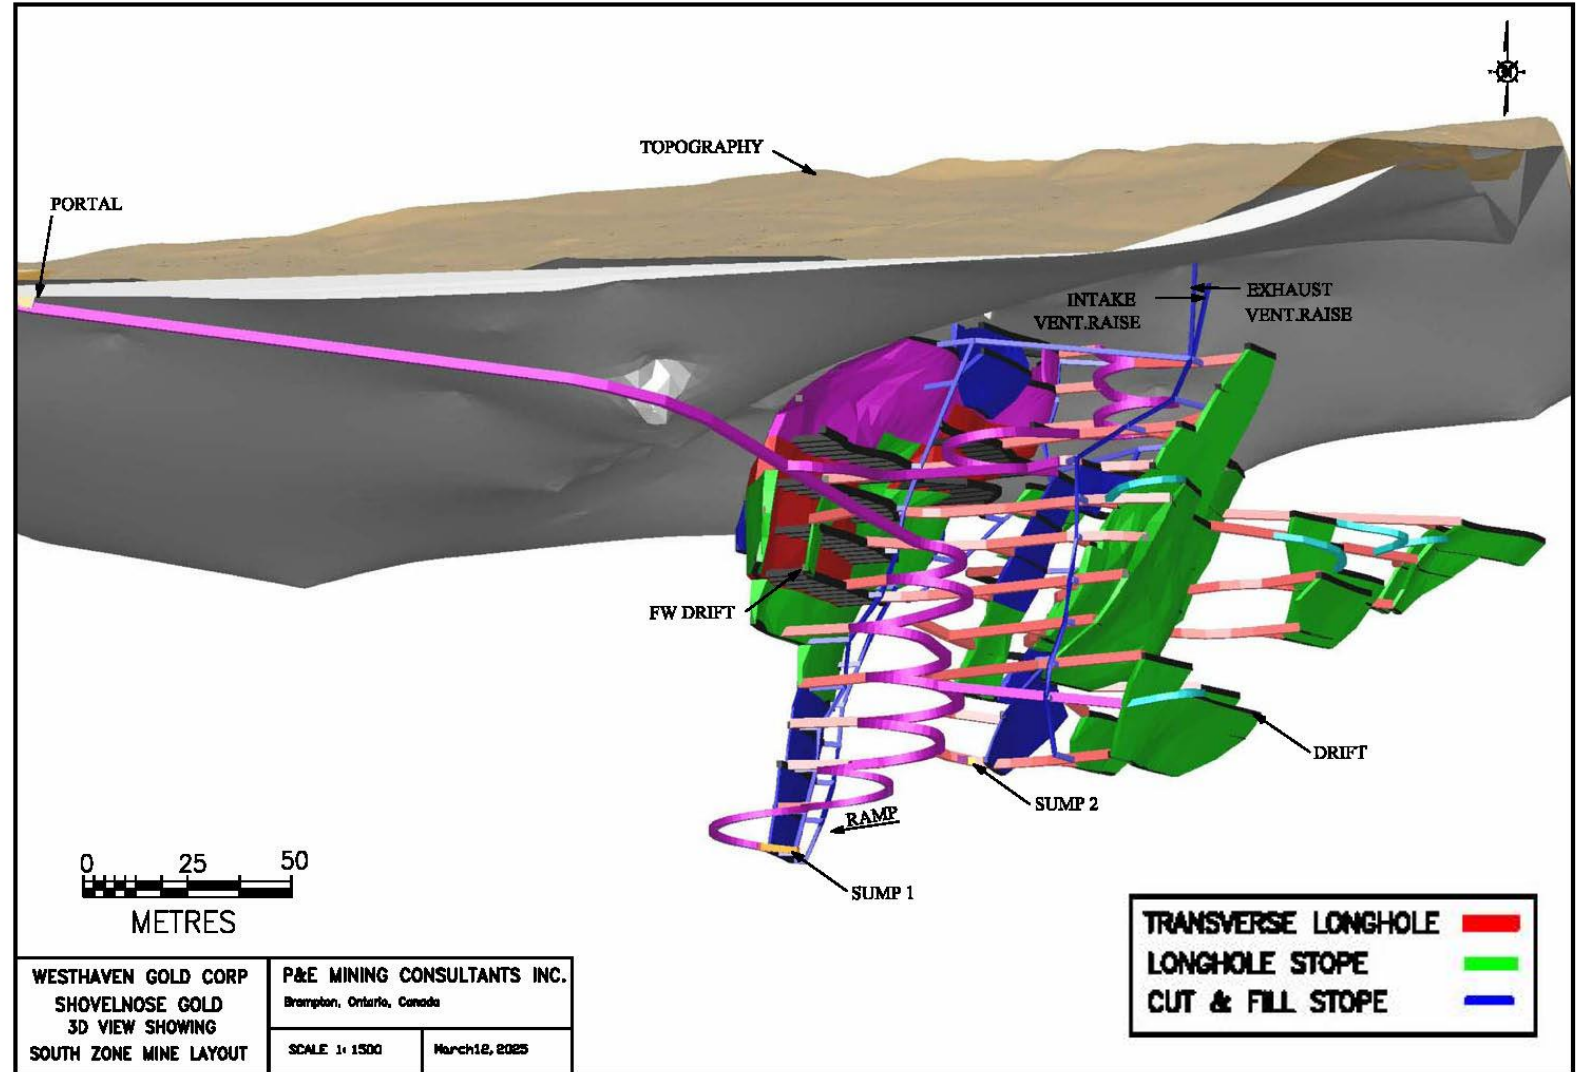 TOPOGRAPHY
PORTAL
INTAKE
VENT.RAISE
EXHAUST
VENT.RAISE
FW DRIFT
DRIFT
SUMP 2
RAMP
SUMP 1
0 25 50
METRES
TRANSVERSE LONGHOLE
LONGHOLE STOPE
CUT & FILL STOPE
WESTHAVEN GOLD CORP
SHOVELNOSE GOLD
3D VIEW SHOWING
SOUTH ZONE MINE LAYOUT
P&E MINING CONSULTANTS INC.
Brampton, Ontario, Canada
SCALE 1: 1500
March12, 2025